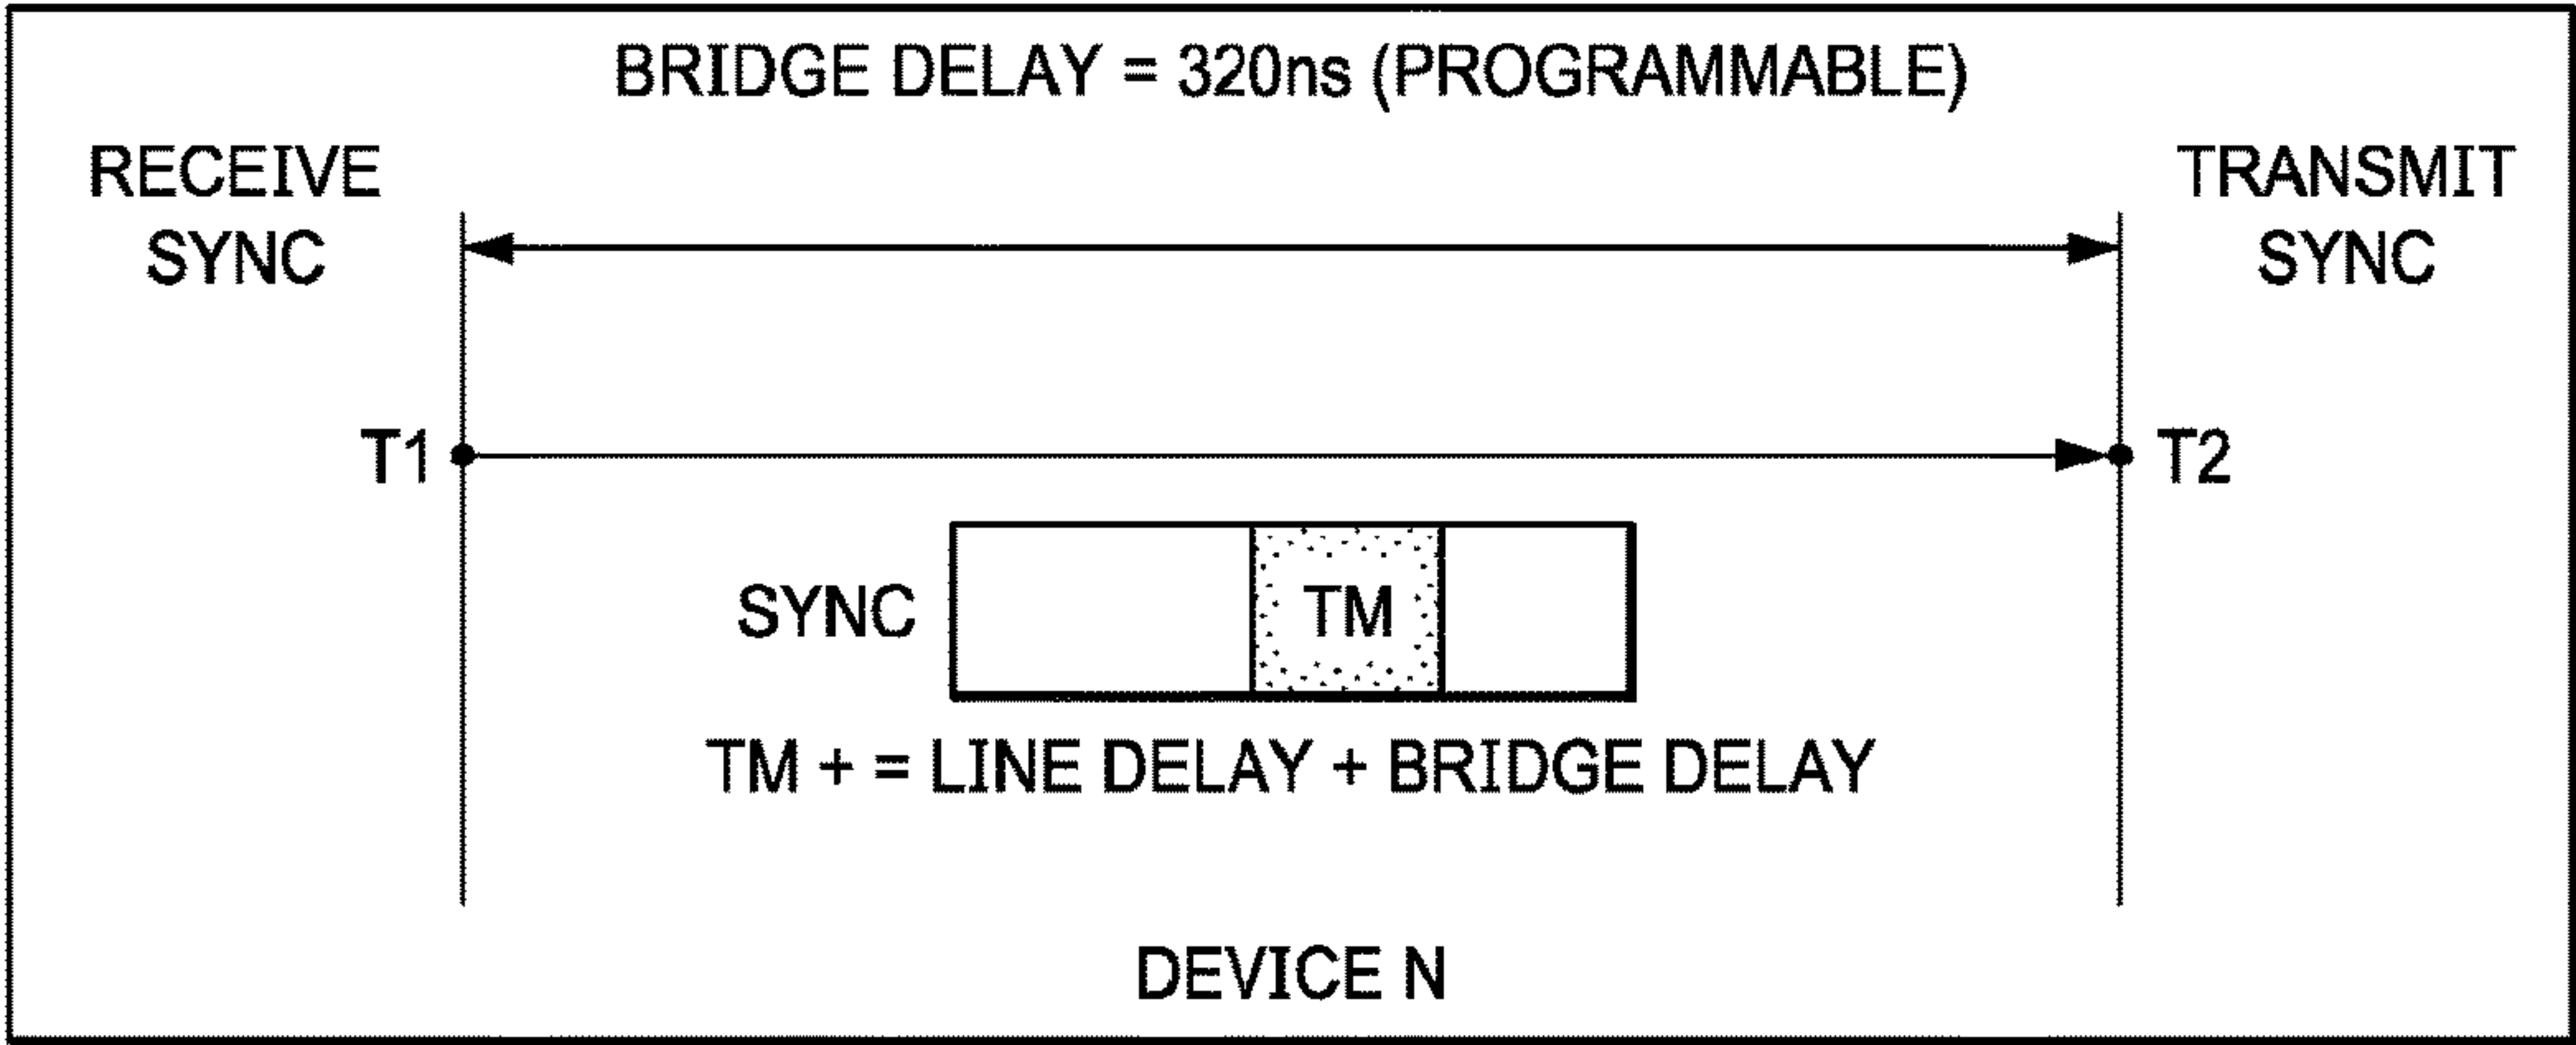 BRIDGE DELAY = 320ns (PROGRAMMABLE)
RECEIVE
SYNC
TRANSMIT
SYNC
T1
T2
SYNC
TM
TM + = LINE DELAY + BRIDGE DELAY
DEVICE N